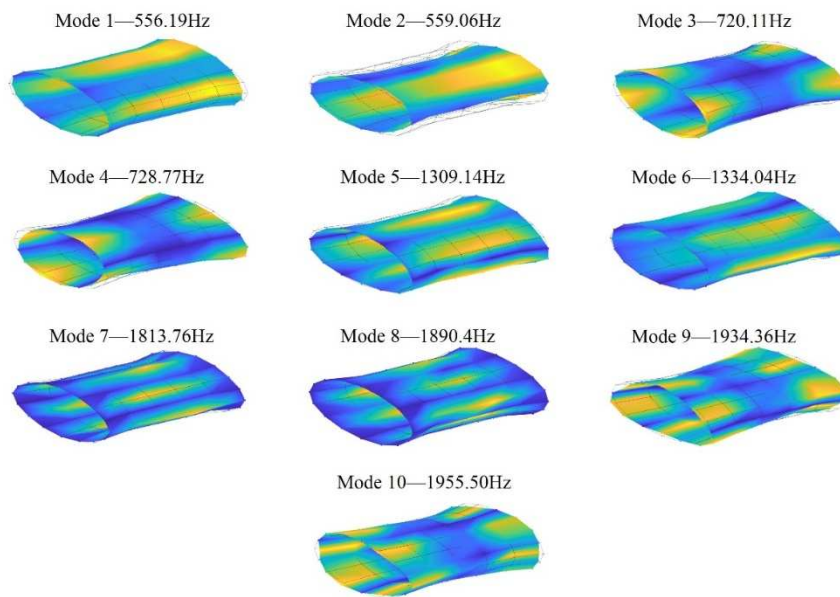 Mode 1—556.19Hz
Mode 2—559.06Hz
Mode 3—720.11Hz
Mode 4—728.77Hz
Mode 5—1309.14Hz
Mode 6—1334.04Hz
Mode 7—1813.76Hz
Mode 8—1890.4Hz
Mode 9—1934.36Hz
Mode 10—1955.50Hz